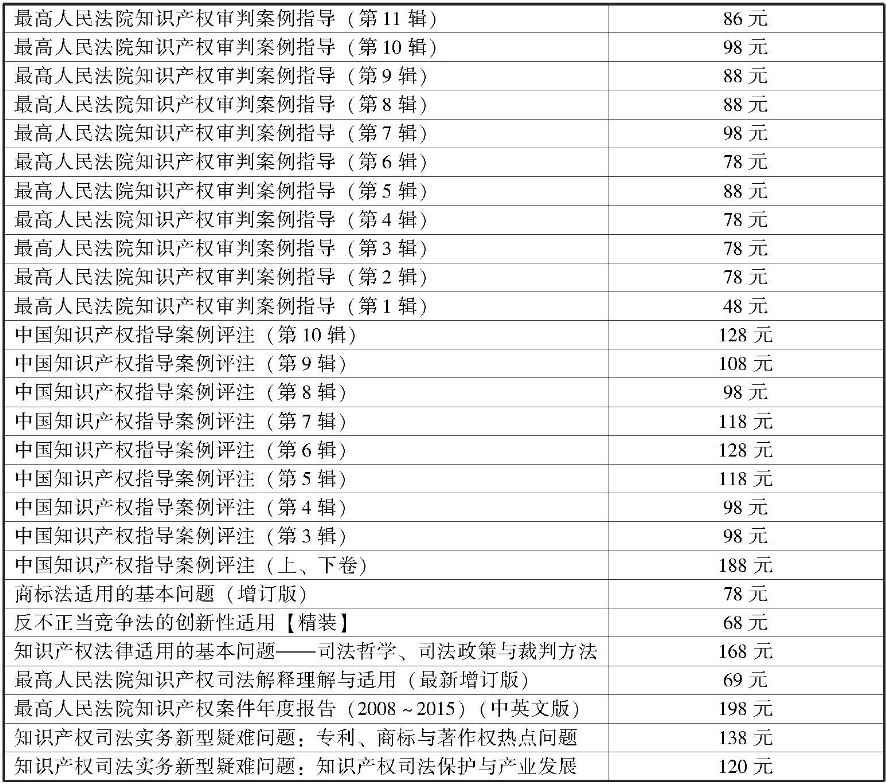 最高人民法院知识产权审判案例指导（第11辑） 86元
最高人民法院知识产权审判案例指导（第10辑） 98元
最高人民法院知识产权审判案例指导（第9辑） 88元
最高人民法院知识产权审判案例指导（第8辑） 88元
最高人民法院知识产权审判案例指导（第7辑） 98元
最高人民法院知识产权审判案例指导（第6辑） 78元
最高人民法院知识产权审判案例指导（第5辑） 88元
最高人民法院知识产权审判案例指导（第4辑） 78元
最高人民法院知识产权审判案例指导（第3辑） 78元
最高人民法院知识产权审判案例指导（第2辑） 78元
最高人民法院知识产权审判案例指导（第1辑） 48元
中国知识产权指导案例评注（第10辑） 128元
中国知识产权指导案例评注（第9辑） 108元
中国知识产权指导案例评注（第8辑） 98元
中国知识产权指导案例评注（第7辑） 118元
中国知识产权指导案例评注（第6辑） 128元
中国知识产权指导案例评注（第5辑） 118元
中国知识产权指导案例评注（第4辑） 98元
中国知识产权指导案例评注（第3辑） 98元
中国知识产权指导案例评注（上、下卷） 188元
商标法适用的基本问题（增订版） 78元
反不正当竞争法的创新性适用【精装】 68元
知识产权法律适用的基本问题——司法哲学、司法政策与裁判方法 168元
最高人民法院知识产权司法解释理解与适用（最新增订版） 69元
最高人民法院知识产权案件年度报告（2008~2015）（中英文版） 198元
知识产权司法实务新型疑难问题：专利、商标与著作权热点问题 138元
知识产权司法实务新型疑难问题：知识产权司法保护与产业发展 120元